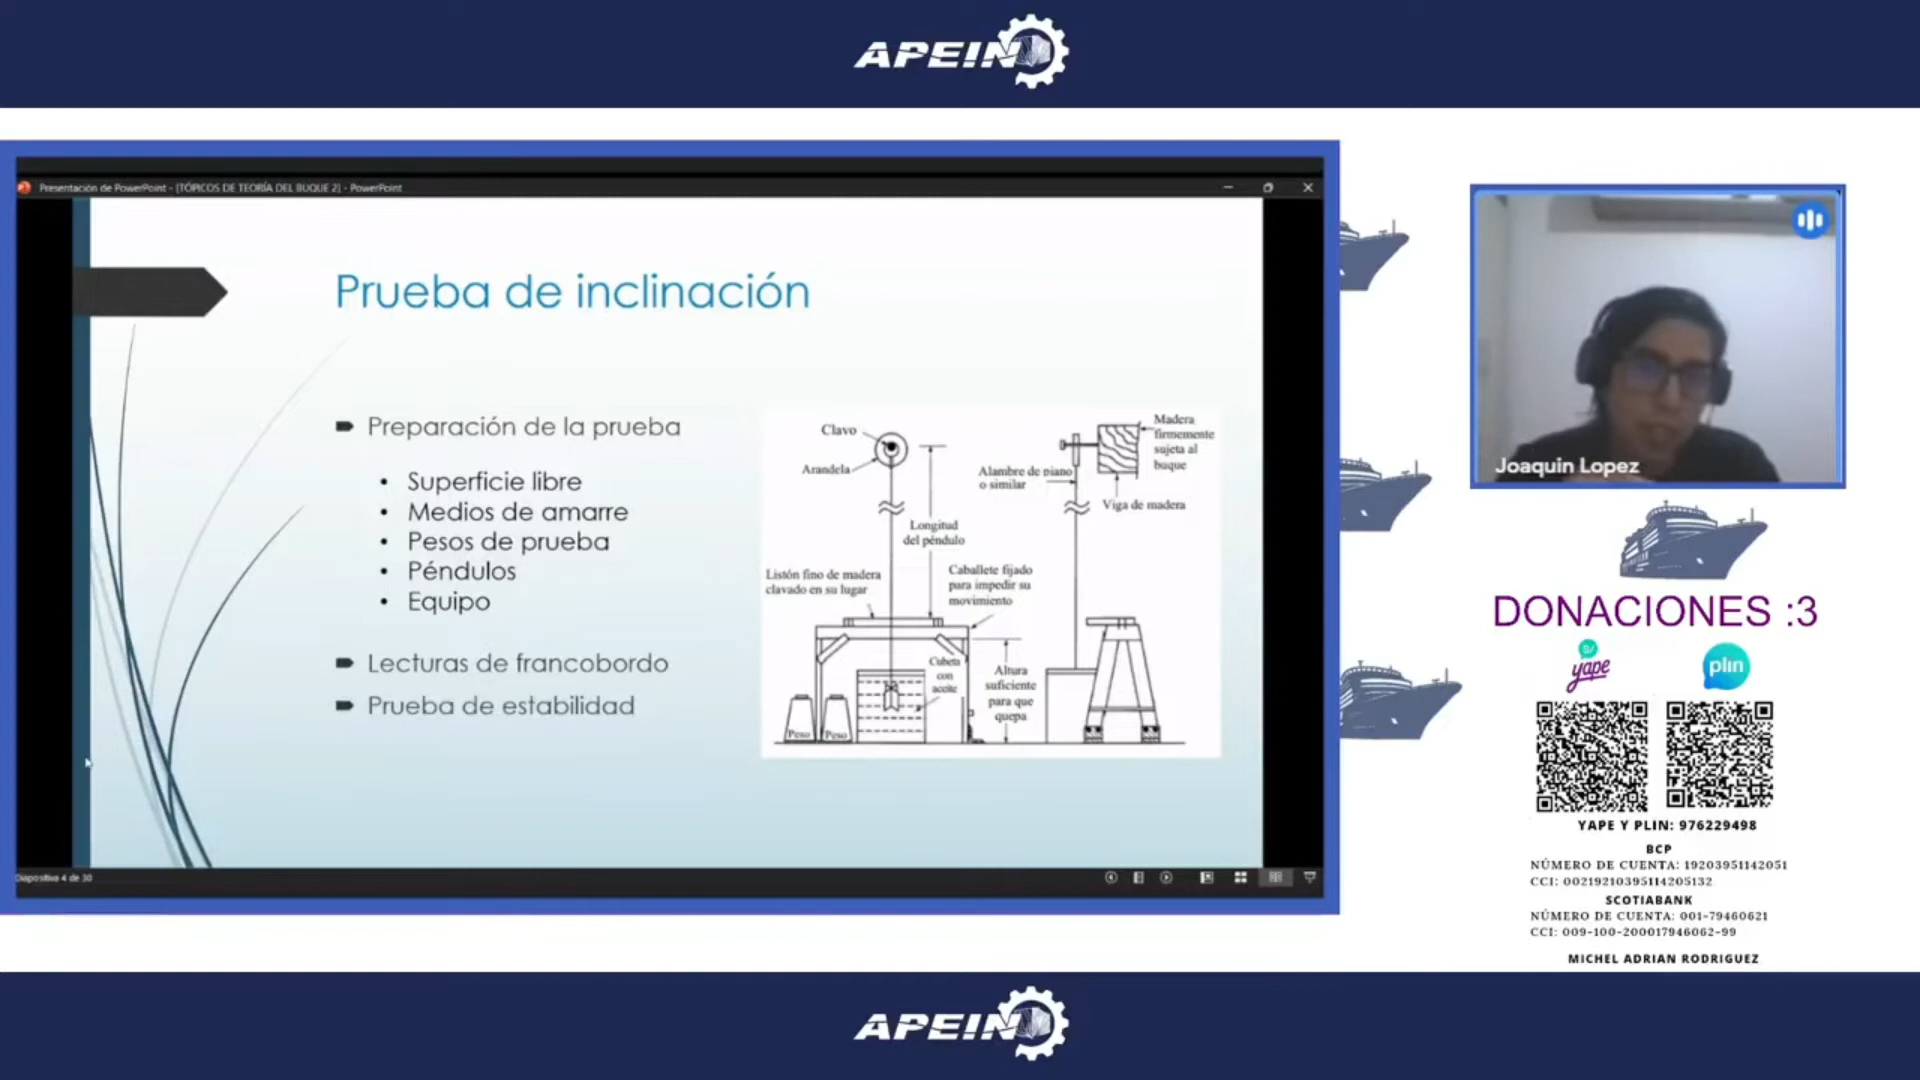 APEIN
Presentación de PowerPoint - [TÓPICOS DE TEORÍA DEL BUQUE 2] - PowerPoint
Prueba de inclinación
Preparación de la prueba
• Superficie libre
• Medios de amarre
• Pesos de prueba
• Péndulos
• Equipo
Lecturas de francobordo
Prueba de estabilidad
Clavo
Arandela
Longitud
del péndulo
Listón fino de madera
clavado en su lugar
Caballete fijado
para impedir su
movimiento
Cubeta
con
aceite
Altura
suficiente
para que
quepa
Peso
Peso
Alambre de piano
o similar
Madera
firmemente
sujeta al
buque
Viga de madera
Diapositiva 4 de 30
Joaquin Lopez
DONACIONES :3
S/
yape
plin
YAPE Y PLIN: 976229498
BCP
NÚMERO DE CUENTA: 19203951142051
CCI: 00219210395114205132
SCOTIABANK
NÚMERO DE CUENTA: 001-79460621
CCI: 009-100-200017946062-99
MICHEL ADRIAN RODRIGUEZ
APEIN